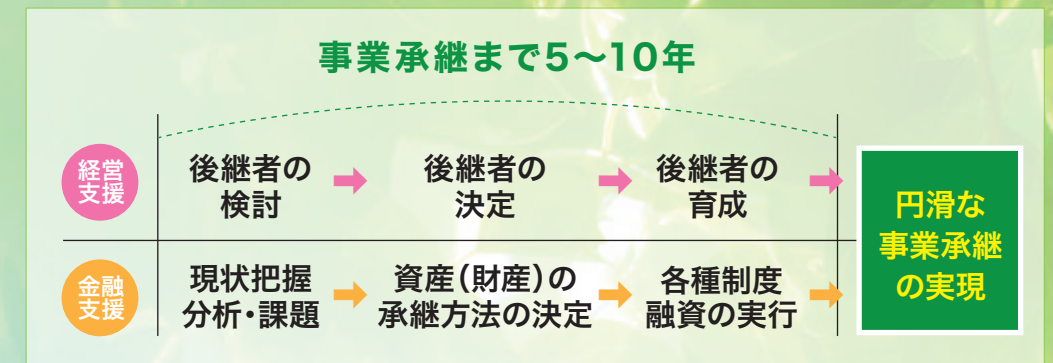 事業承継まで5〜10年
経営
支援
後継者の
検討
後継者の
決定
後継者の
育成
金融
支援
現状把握
分析・課題
資産(財産)の
承継方法の決定
各種制度
融資の実行
円滑な
事業承継
の実現